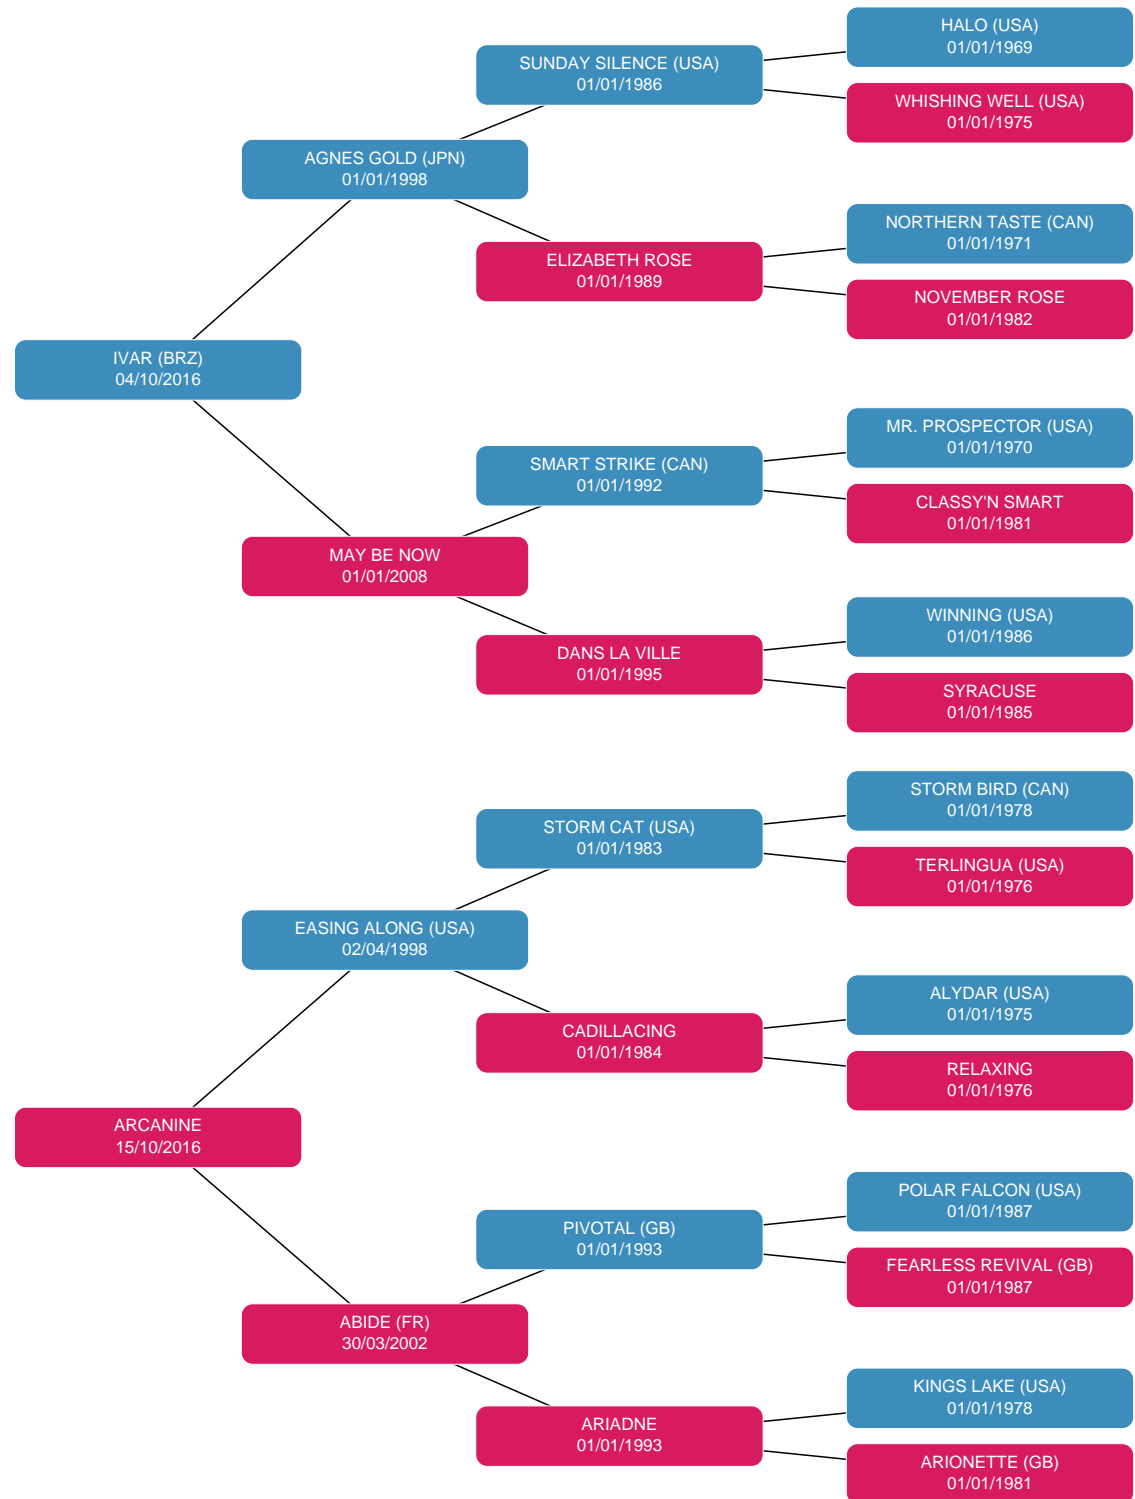 HALO (USA)
01/01/1969
SUNDAY SILENCE (USA)
01/01/1986
WHISHING WELL (USA)
01/01/1975
AGNES GOLD (JPN)
01/01/1998
NORTHERN TASTE (CAN)
01/01/1971
ELIZABETH ROSE
01/01/1989
NOVEMBER ROSE
01/01/1982
IVAR (BRZ)
04/10/2016
MR. PROSPECTOR (USA)
01/01/1970
SMART STRIKE (CAN)
01/01/1992
CLASSY'N SMART
01/01/1981
MAY BE NOW
01/01/2008
WINNING (USA)
01/01/1986
DANS LA VILLE
01/01/1995
SYRACUSE
01/01/1985
STORM BIRD (CAN)
01/01/1978
STORM CAT (USA)
01/01/1983
TERLINGUA (USA)
01/01/1976
EASING ALONG (USA)
02/04/1998
ALYDAR (USA)
01/01/1975
CADILLACING
01/01/1984
RELAXING
01/01/1976
ARCANINE
15/10/2016
POLAR FALCON (USA)
01/01/1987
PIVOTAL (GB)
01/01/1993
FEARLESS REVIVAL (GB)
01/01/1987
ABIDE (FR)
30/03/2002
KINGS LAKE (USA)
01/01/1978
ARIADNE
01/01/1993
ARIONETTE (GB)
01/01/1981